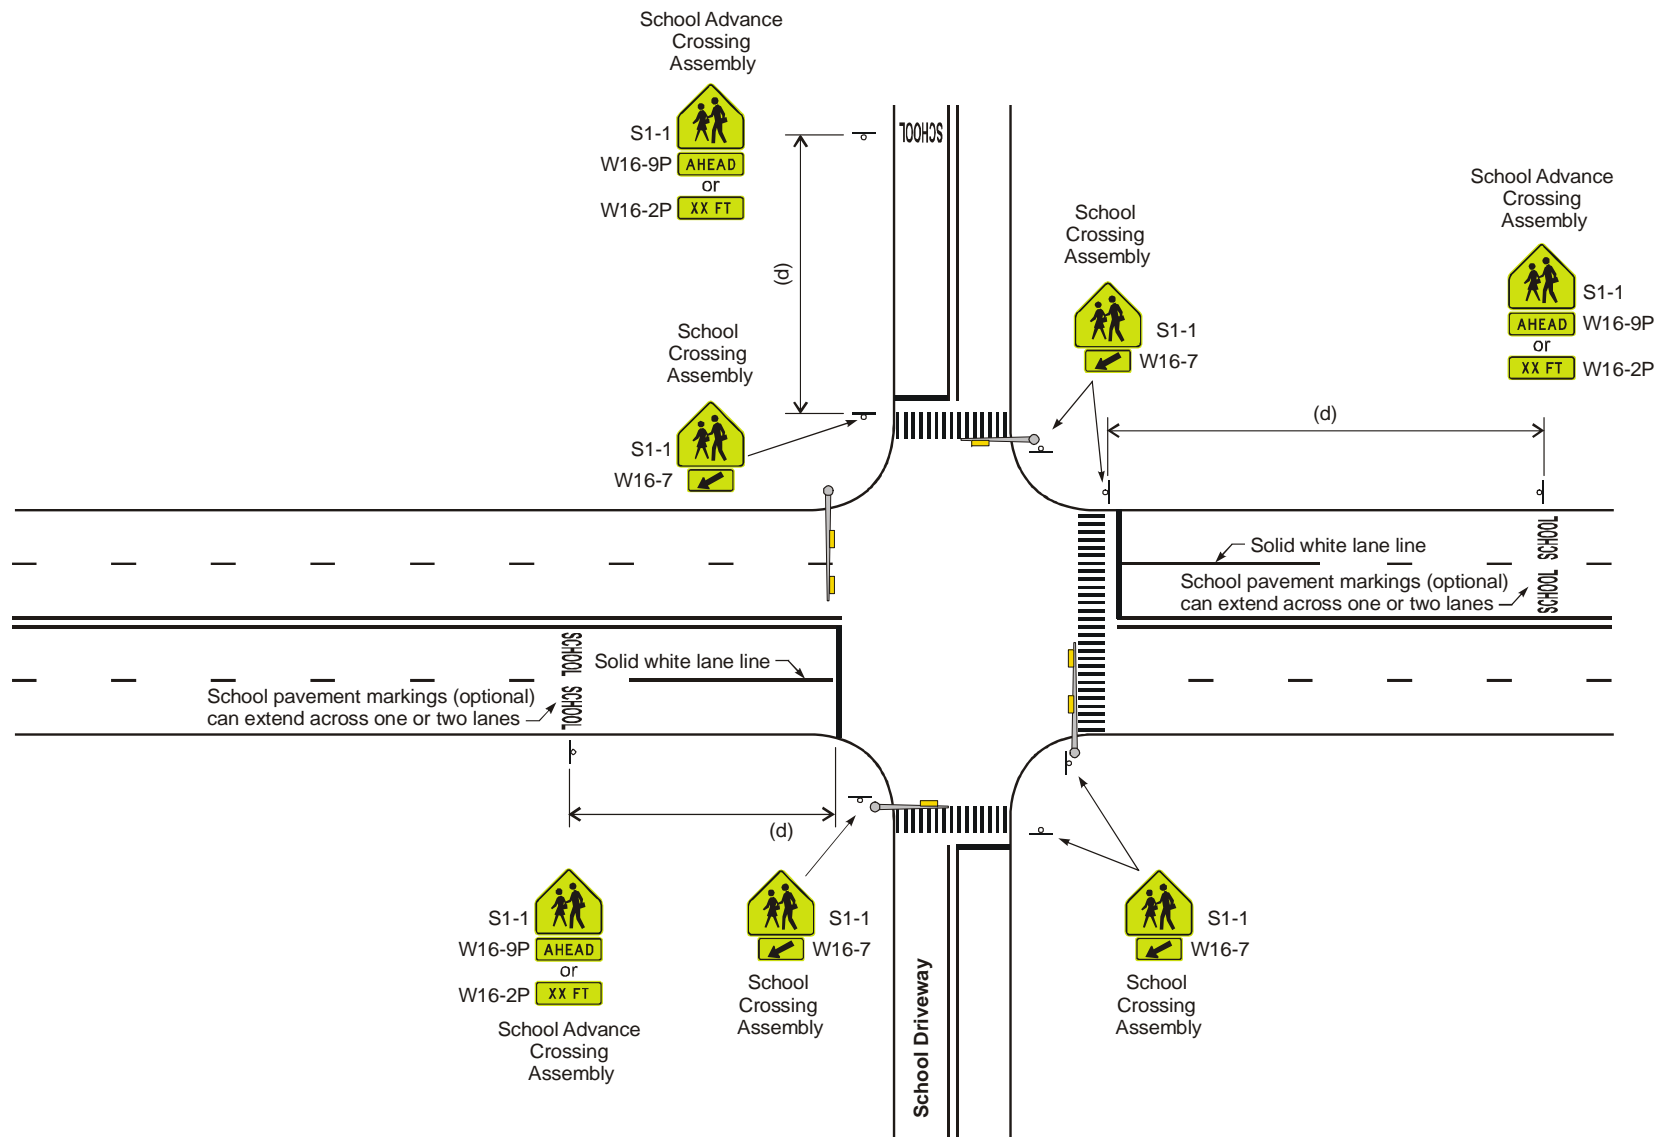 School Advance
Crossing
Assembly
S1-1
W16-9P
AHEAD
or
W16-2P
XX FT
SCHOOL
(d)
School
Crossing
Assembly
S1-1
W16-7
School
Crossing
Assembly
S1-1
W16-7
School Advance
Crossing
Assembly
S1-1
AHEAD
W16-9P
or
XX FT
W16-2P
(d)
Solid white lane line
School pavement markings (optional)
can extend across one or two lanes
SCHOOL SCHOOL
SCHOOL SCHOOL
Solid white lane line
School pavement markings (optional)
can extend across one or two lanes
(d)
S1-1
W16-9P
AHEAD
or
W16-2P
XX FT
School Advance
Crossing
Assembly
S1-1
W16-7
School
Crossing
Assembly
School Driveway
S1-1
W16-7
School
Crossing
Assembly